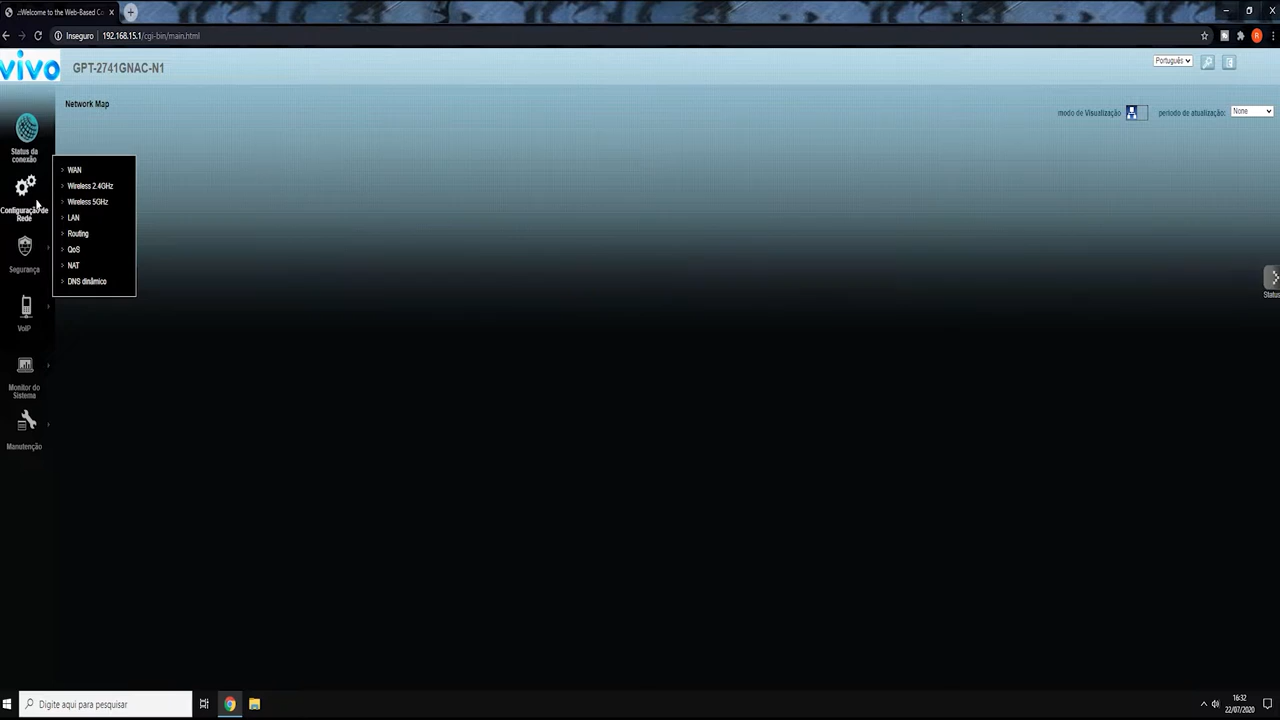 .::Welcome to the Web-Based Co
Inseguro
192.168.15.1/cgi-bin/main.html
R
vivo
GPT-2741GNAC-N1
Português
Network Map
modo de Visualização
periodo de atualização:
None
Status da
conexão
Configuração de
Rede
Segurança
VoIP
Monitor do
Sistema
Manutenção
WAN
Wireless 2.4GHz
Wireless 5GHz
LAN
Routing
QoS
NAT
DNS dinâmico
Status
Digite aqui para pesquisar
16:32
22/07/2020